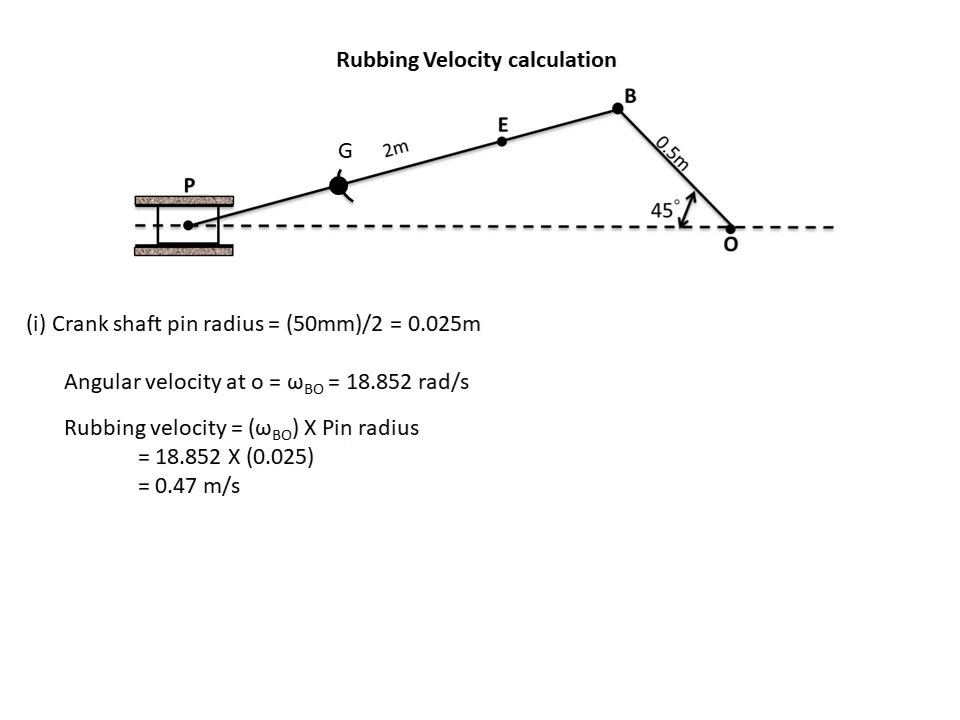 Rubbing Velocity calculation
B
E
G
2m
0.5m
P
45°
O
(i) Crank shaft pin radius = (50mm)/2 = 0.025m
Angular velocity at o = ωBO = 18.852 rad/s
Rubbing velocity = (ωBO) X Pin radius
= 18.852 X (0.025)
= 0.47 m/s